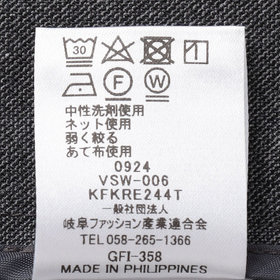 30
F W
中性洗剤使用
ネット使用
弱く絞る
あて布使用
0924
VSW-006
KFKRE244T
一般社団法人
岐阜ファッション産業連合会
TEL 058-265-1366
GFI-358
MADE IN PHILIPPINES